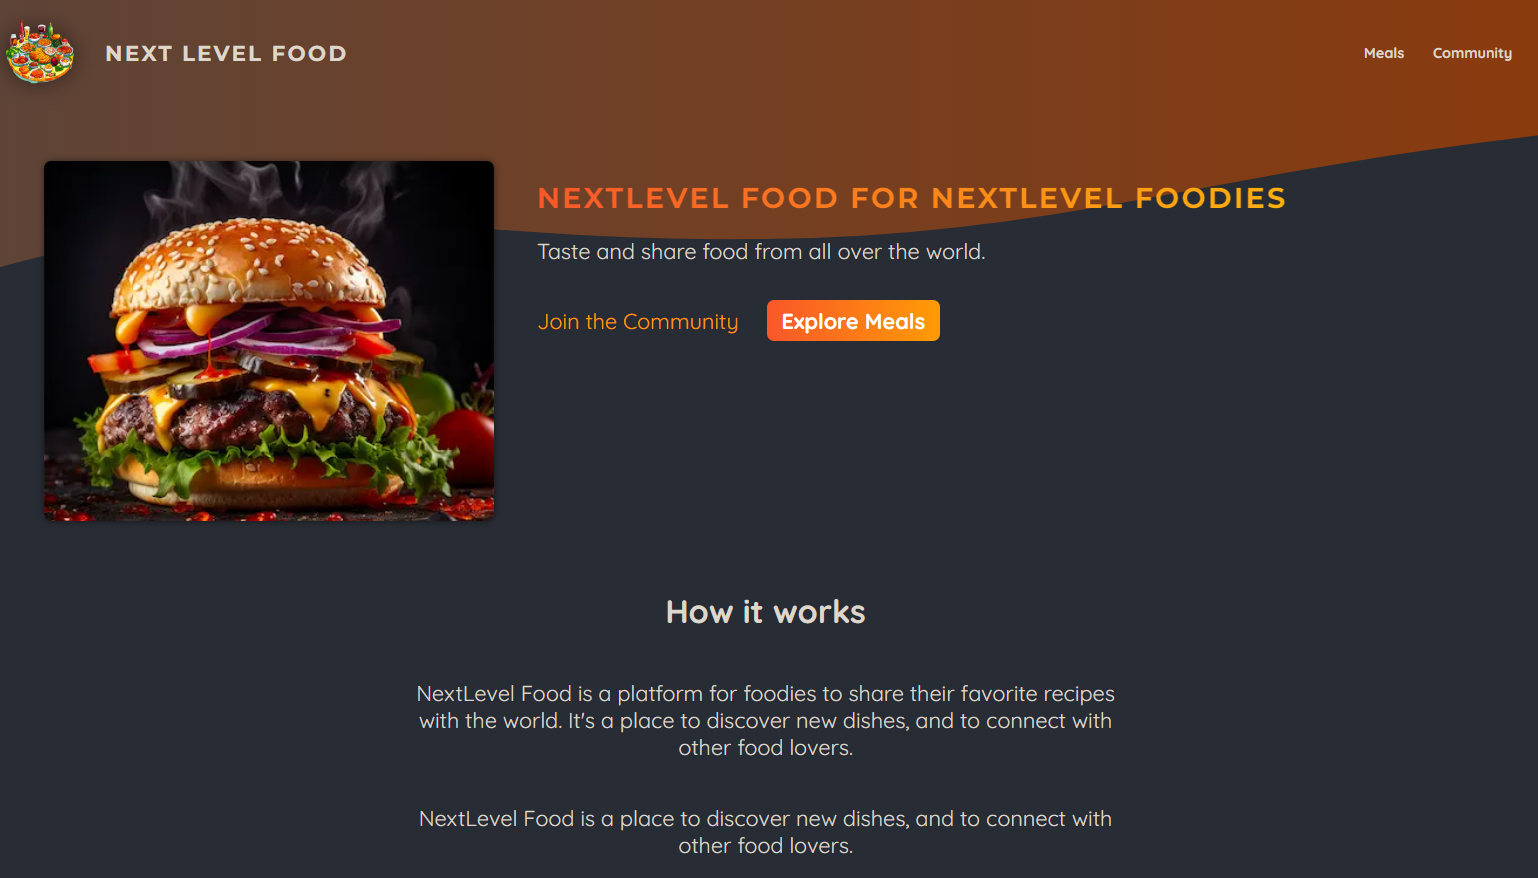 NEXT LEVEL FOOD
Meals
Community
NEXTLEVEL FOOD FOR NEXTLEVEL FOODIES
Taste and share food from all over the world.
Join the Community
Explore Meals
How it works
NextLevel Food is a platform for foodies to share their favorite recipes
with the world. It's a place to discover new dishes, and to connect with
other food lovers.
NextLevel Food is a place to discover new dishes, and to connect with
other food lovers.